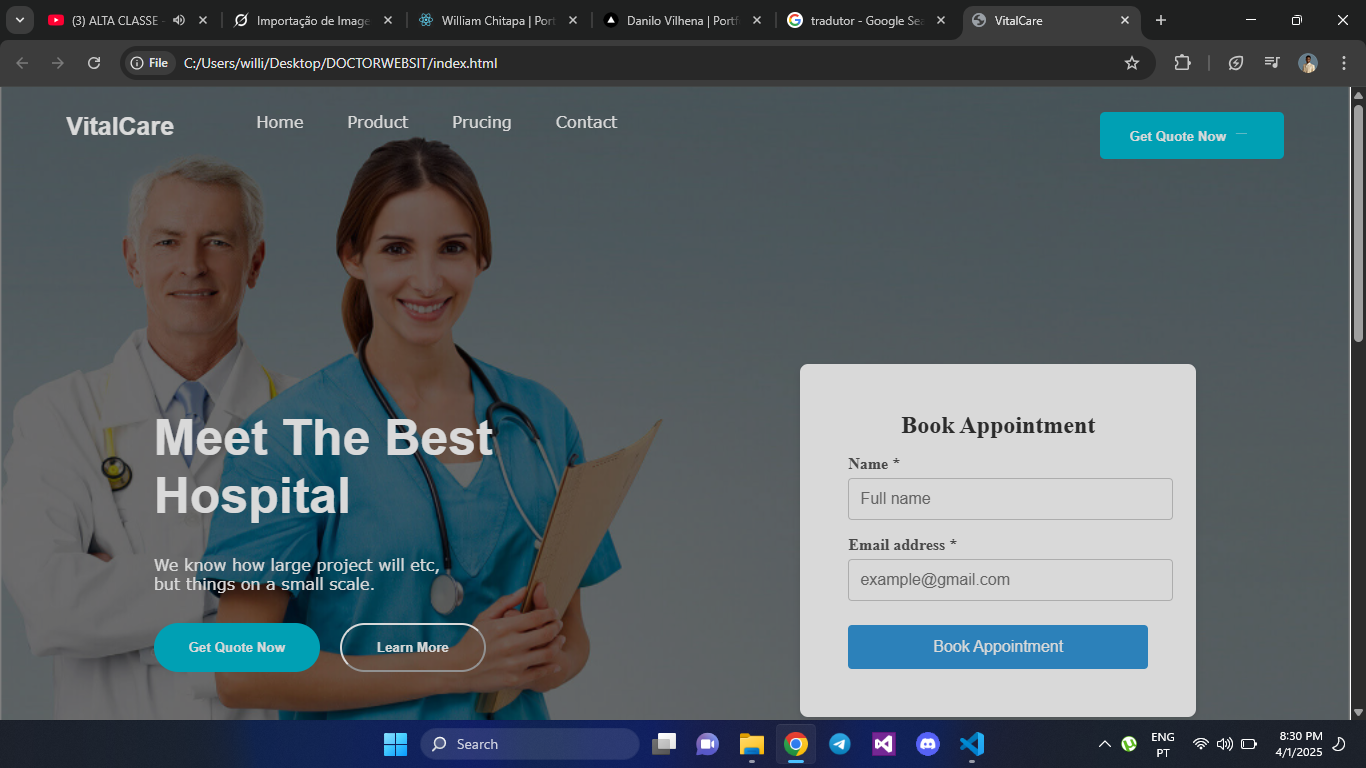 (3) ALTA CLASSE -
Importação de Image
William Chitapa | Port
Danilo Vilhena | Portf
tradutor - Google Sea
VitalCare
File
C:/Users/willi/Desktop/DOCTORWEBSIT/index.html
VitalCare
Home
Product
Prucing
Contact
Get Quote Now
Meet The Best
Hospital
We know how large project will etc,
but things on a small scale.
Get Quote Now
Learn More
Book Appointment
Name *
Full name
Email address *
example@gmail.com
Book Appointment
Search
ENG
PT
8:30 PM
4/1/2025